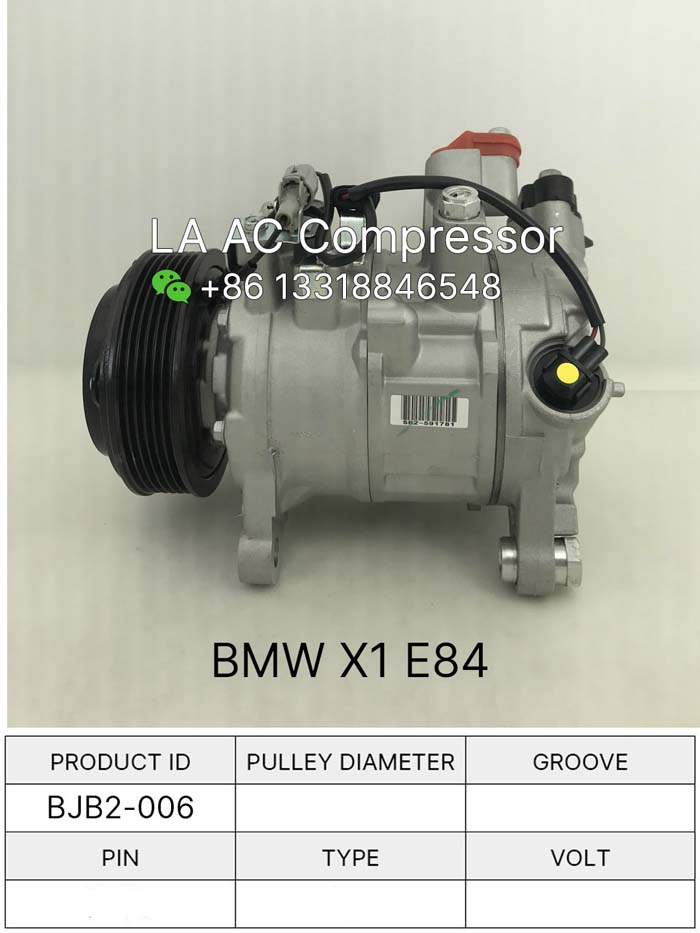 LA AC Compressor
+86 13318846548
SB2-591781
BMW X1 E84
PRODUCT ID
PULLEY DIAMETER
GROOVE
BJB2-006
PIN
TYPE
VOLT